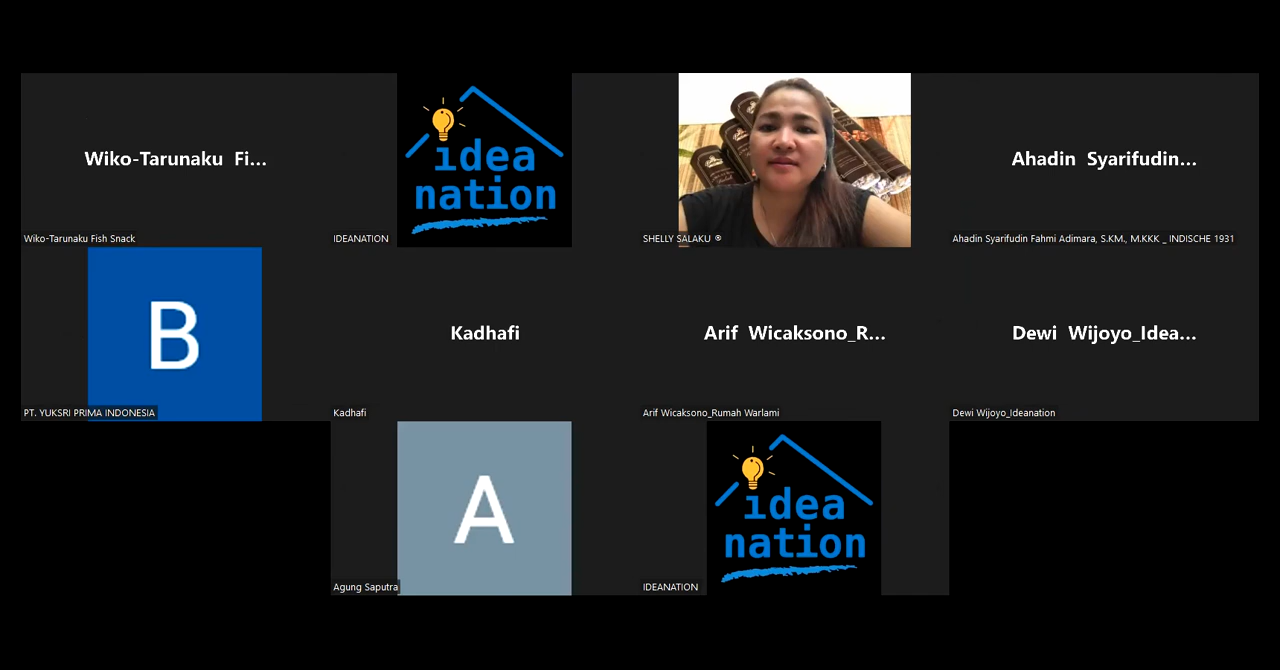 Wiko-Tarunaku Fi...
Wiko-Tarunaku Fish Snack
idea
nation
IDEANATION
SHELLY SALAKU ®
Ahadin Syarifudin...
Ahadin Syarifudin Fahmi Adimara, S.KM., M.KKK _ INDISCHE 1931
B
PT. YUKSRI PRIMA INDONESIA
Kadhafi
Kadhafi
Arif Wicaksono_R...
Arif Wicaksono_Rumah Warlami
Dewi Wijoyo_Idea...
Dewi Wijoyo_Ideanation
A
Agung Saputra
idea
nation
IDEANATION